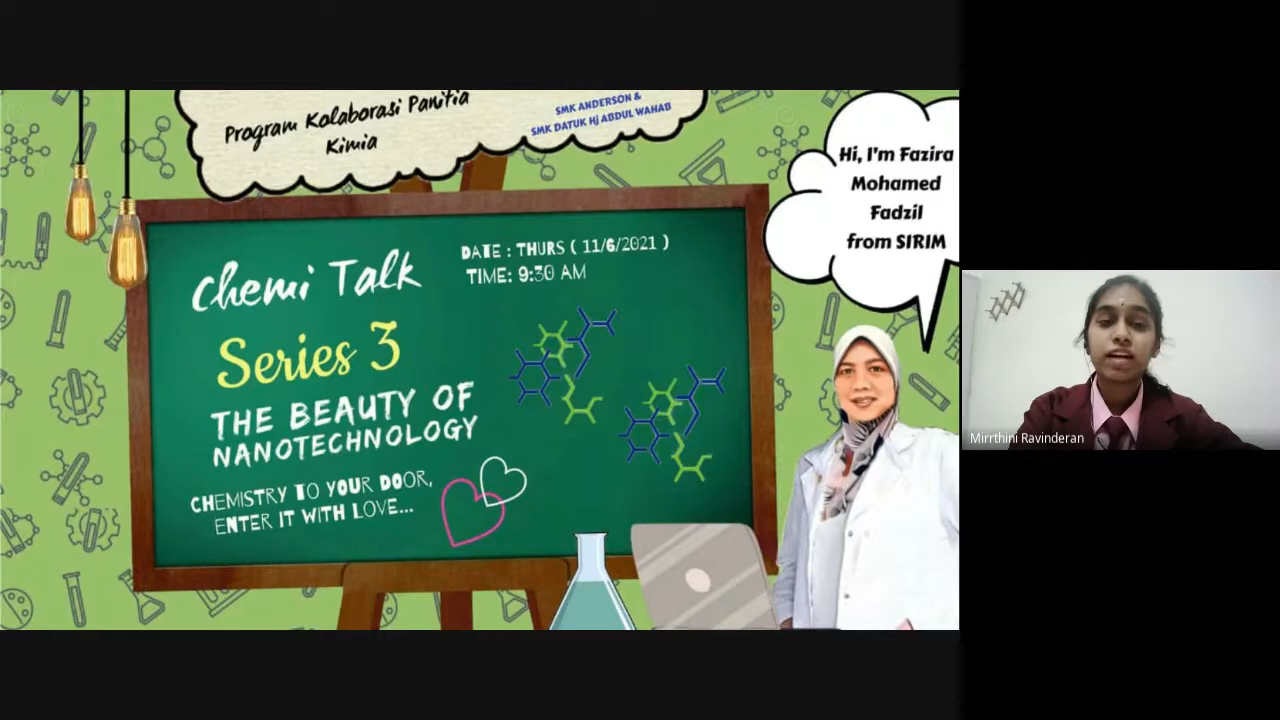 Program Kolaborasi Panitia
Kimia
SMK ANDERSON &
SMK DATUK Hj ABDUL WAHAB
Hi, I'm Fazira
Mohamed
Fadzil
from SIRIM
Chemi Talk
Series 3
THE BEAUTY OF
NANOTECHNOLOGY
CHEMISTRY TO YOUR DOOR,
ENTER IT WITH LOVE...
DATE : THURS ( 11/6/2021 )
TIME: 9:30 AM
Mirrthini Ravinderan